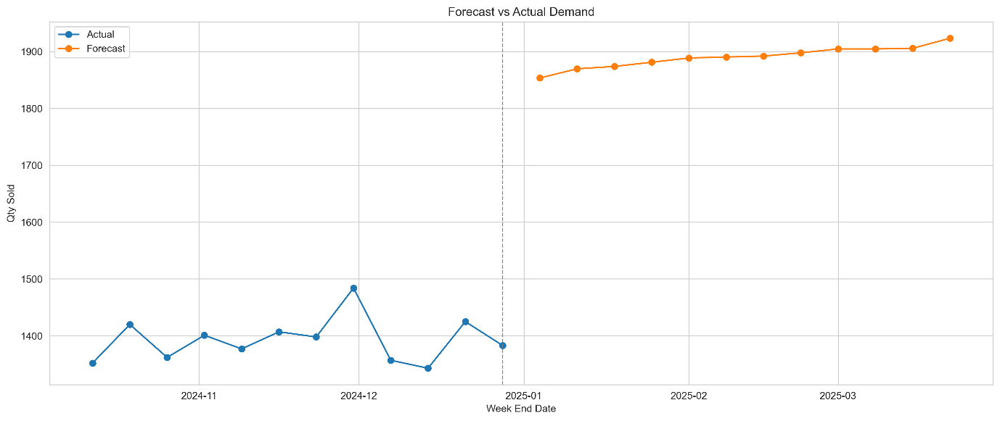 Forecast vs Actual Demand
Actual
Forecast
1900
1800
1700
1600
1500
1400
Qty Sold
2024-11 2024-12 2025-01 2025-02 2025-03
Week End Date